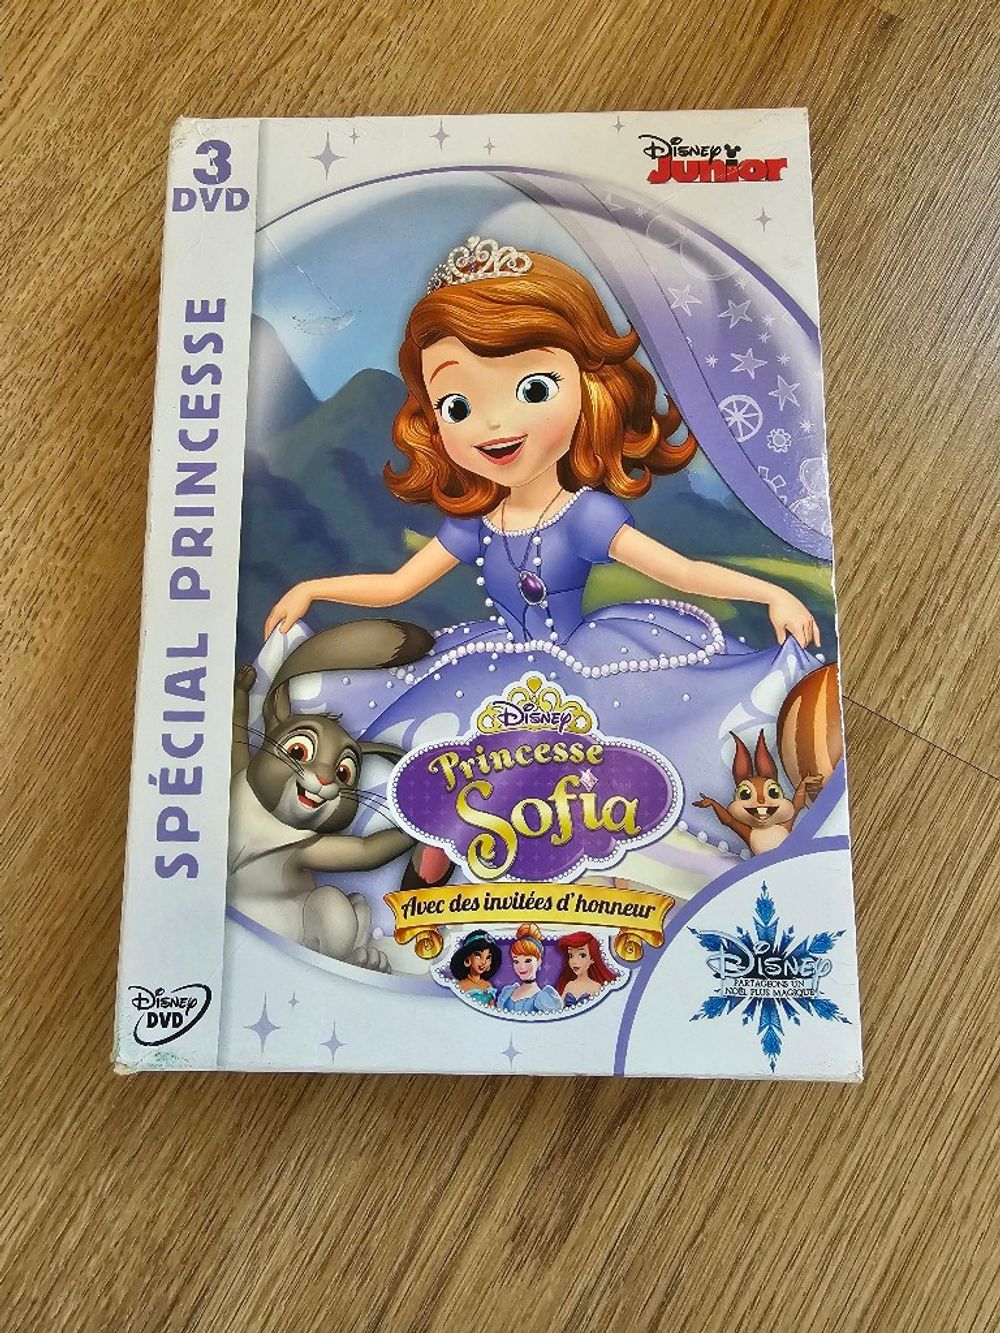 3
DVD
SPÉCIAL PRINCESSE
Disney
Junior
Disney
Princesse
Sofia
Avec des invitées d'honneur
Disney
PARTAGEONS UN
NOËL PLUS MAGIQUE
Disney
DVD